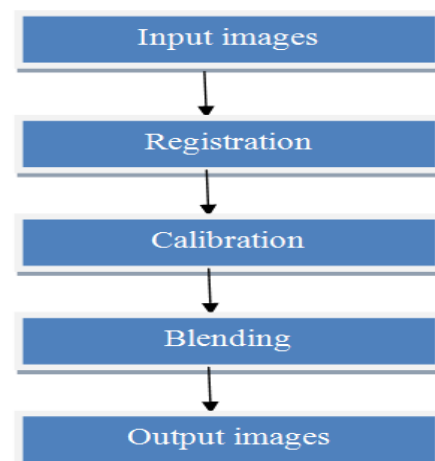 Input images
Registration
Calibration
Blending
Output images